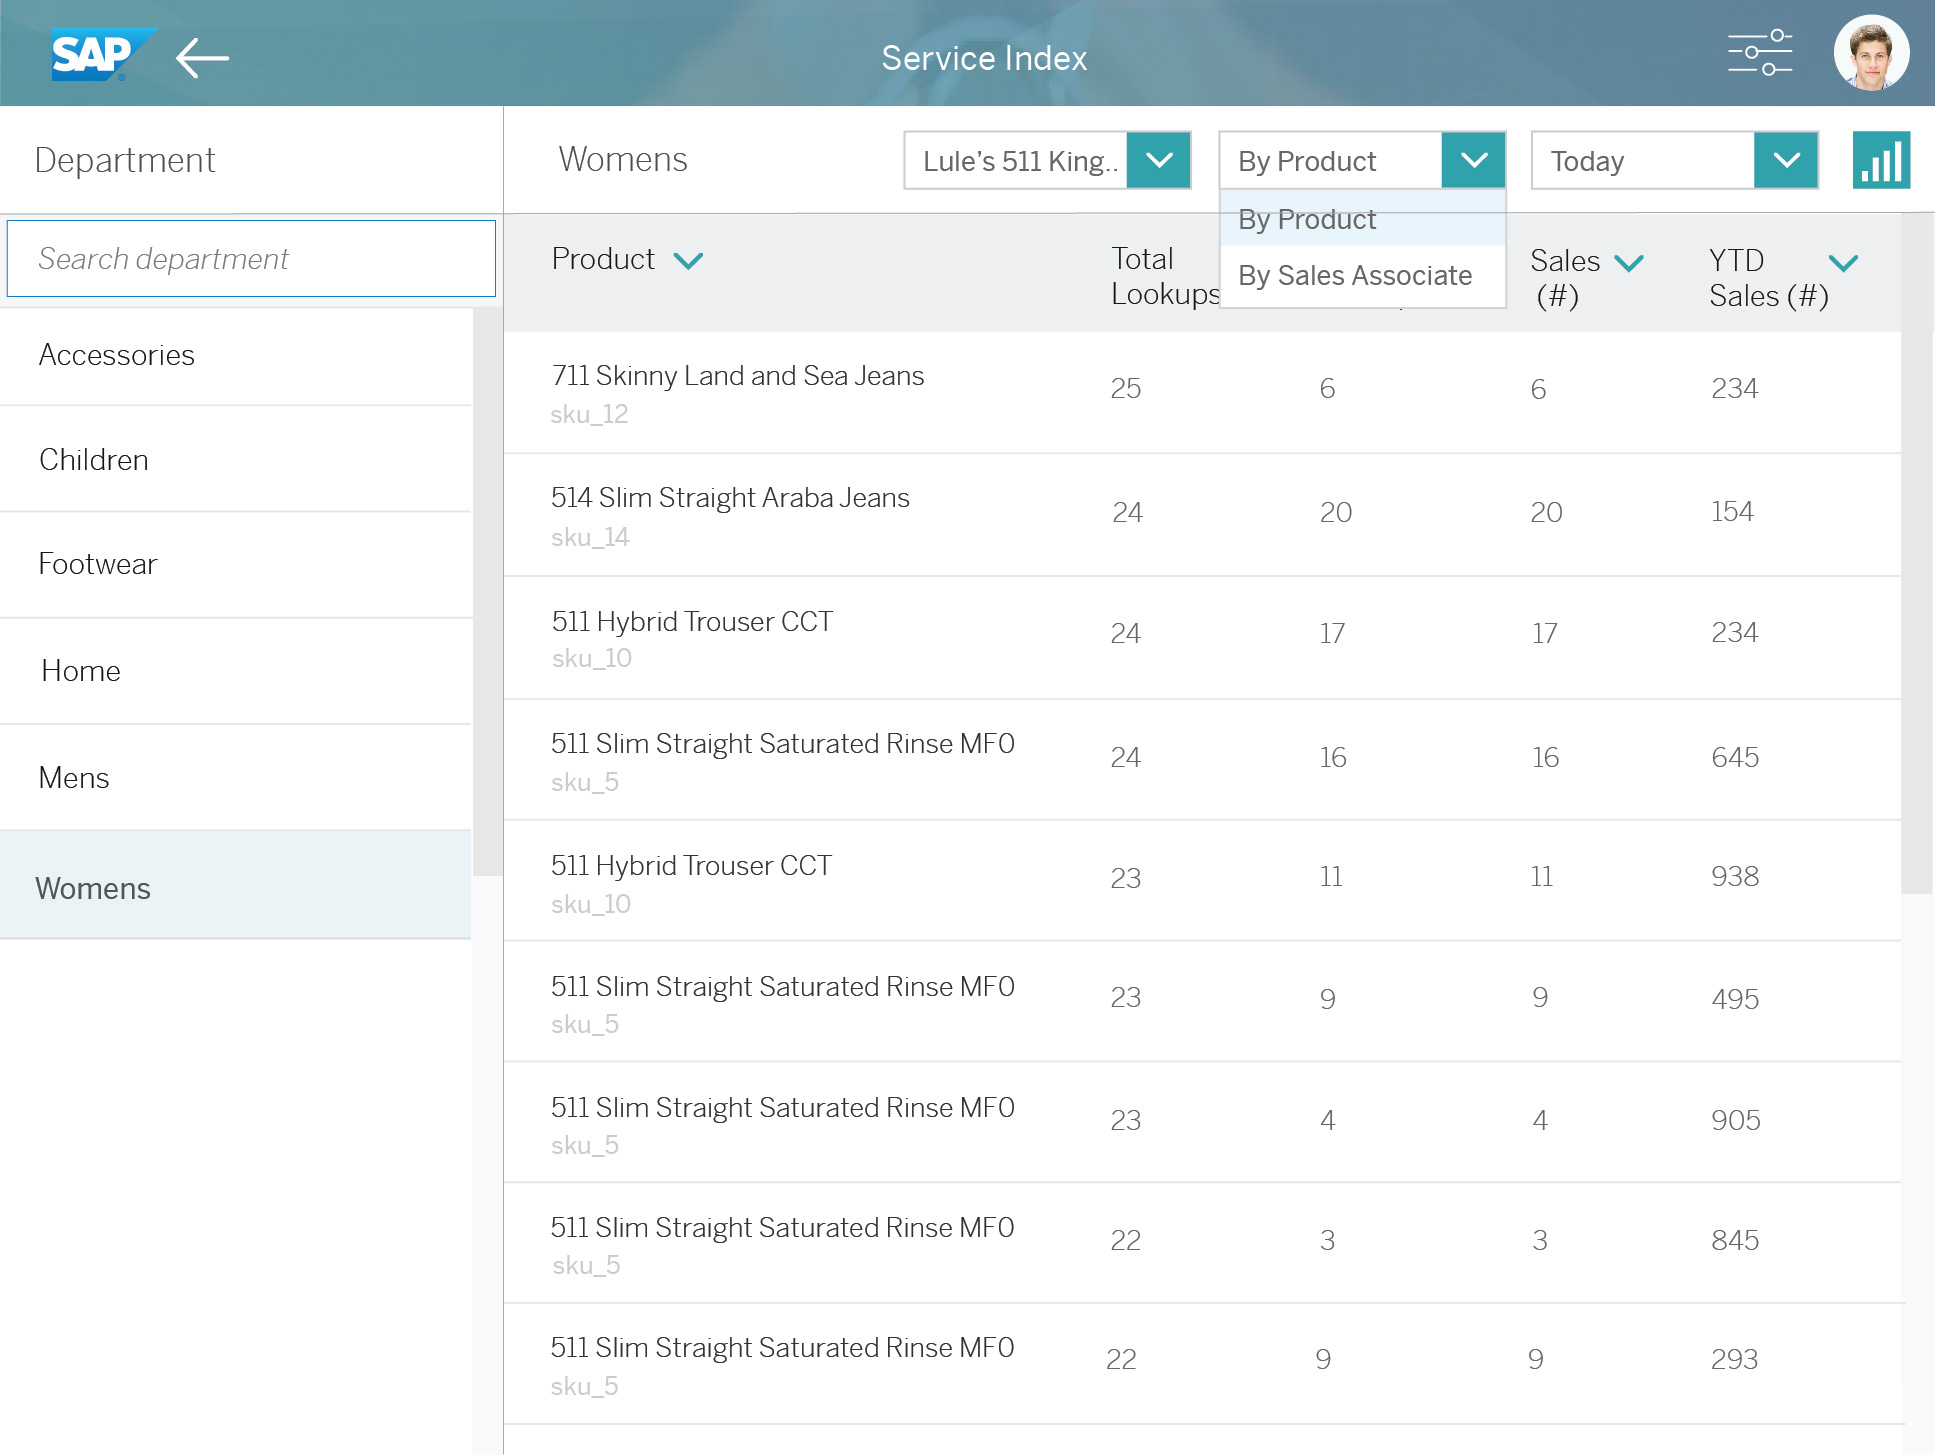 SAP
Service Index
Department
Womens
Lule's 511 King..
By Product
Today
By Product
By Sales Associate
Search department
Accessories
Children
Footwear
Home
Mens
Womens
Product
Total
Lookups
Sales
(#)
YTD
Sales (#)
711 Skinny Land and Sea Jeans
sku_12
25 6 6 234
514 Slim Straight Araba Jeans
sku_14
24 20 20 154
511 Hybrid Trouser CCT
sku_10
24 17 17 234
511 Slim Straight Saturated Rinse MF0
sku_5
24 16 16 645
511 Hybrid Trouser CCT
sku_10
23 11 11 938
511 Slim Straight Saturated Rinse MF0
sku_5
23 9 9 495
511 Slim Straight Saturated Rinse MF0
sku_5
23 4 4 905
511 Slim Straight Saturated Rinse MF0
sku_5
22 3 3 845
511 Slim Straight Saturated Rinse MF0
sku_5
22 9 9 293